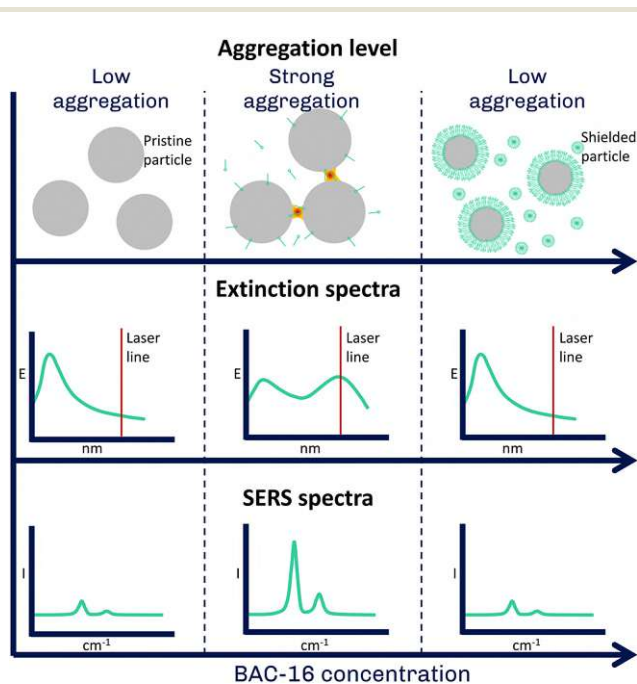 Aggregation level
Low
aggregation
Strong
aggregation
Low
aggregation
Pristine
particle
Shielded
particle
Extinction spectra
E
Laser
line
nm
E
Laser
line
nm
E
Laser
line
nm
SERS spectra
I
cm-1
I
cm-1
I
cm-1
BAC-16 concentration